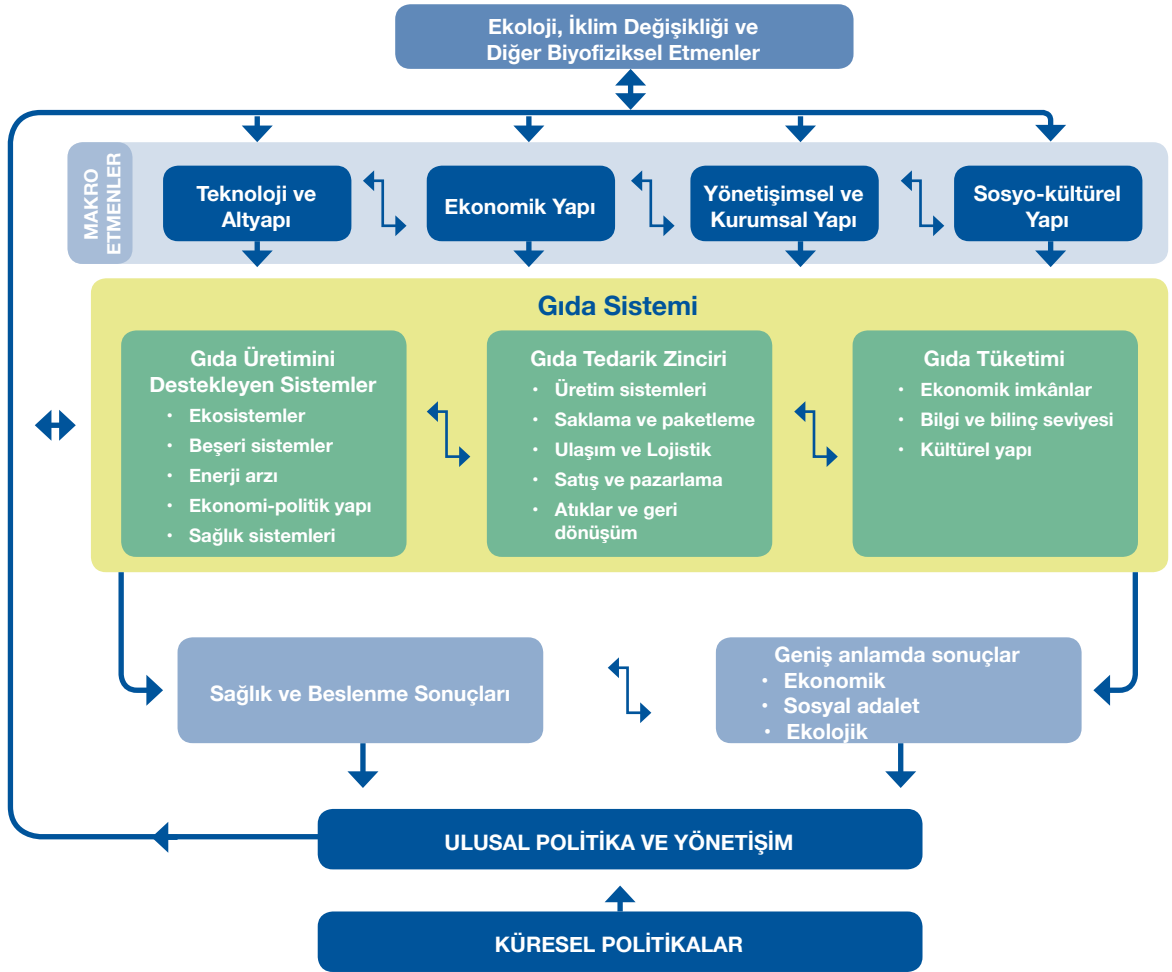 Ekoloji, İklim Değişikliği ve
Diğer Biyofiziksel Etmenler
MAKRO
ETMENLER
Teknoloji ve
Altyapı
Ekonomik Yapı
Yönetişimsel ve
Kurumsal Yapı
Sosyo-kültürel
Yapı
Gıda Sistemi
Gıda Üretimini
Destekleyen Sistemler
• Ekosistemler
• Beşeri sistemler
• Enerji arzı
• Ekonomi-politik yapı
• Sağlık sistemleri
Gıda Tedarik Zinciri
• Üretim sistemleri
• Saklama ve paketleme
• Ulaşım ve Lojistik
• Satış ve pazarlama
• Atıklar ve geri
dönüşüm
Gıda Tüketimi
• Ekonomik imkânlar
• Bilgi ve bilinç seviyesi
• Kültürel yapı
Sağlık ve Beslenme Sonuçları
Geniş anlamda sonuçlar
• Ekonomik
• Sosyal adalet
• Ekolojik
ULUSAL POLİTİKA VE YÖNETİŞİM
KÜRESEL POLİTİKALAR